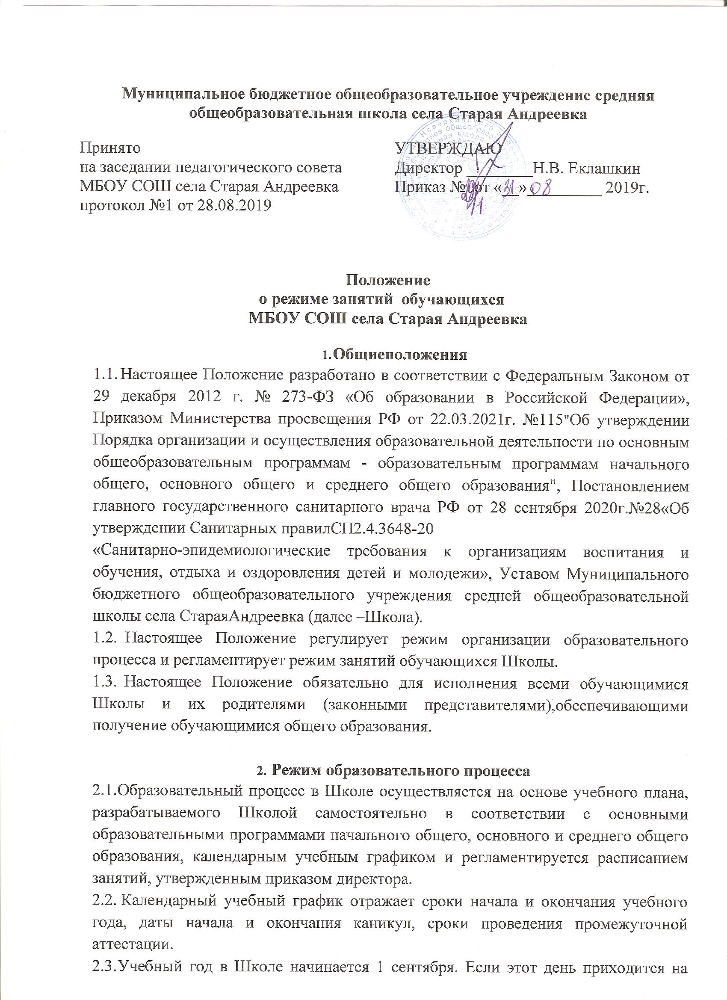 Муниципальное бюджетное общеобразовательное учреждение средняя
общеобразовательная школа села Старая Андреевка
Принято
на заседании педагогического совета
МБОУ СОШ села Старая Андреевка
протокол №1 от 28.08.2019
УТВЕРЖДАЮ
Директор ________Н.В. Еклашкин
Приказ № от «31» 08 2019г.
Положение
о режиме занятий обучающихся
МБОУ СОШ села Старая Андреевка
1.Общиеположения
1.1. Настоящее Положение разработано в соответствии с Федеральным Законом от
29 декабря 2012 г. № 273-ФЗ «Об образовании в Российской Федерации»,
Приказом Министерства просвещения РФ от 22.03.2021г. №115"Об утверждении
Порядка организации и осуществления образовательной деятельности по основным
общеобразовательным программам - образовательным программам начального
общего, основного общего и среднего общего образования", Постановлением
главного государственного санитарного врача РФ от 28 сентября 2020г.№28«Об
утверждении Санитарных правилСП2.4.3648-20
«Санитарно-эпидемиологические требования к организациям воспитания и
обучения, отдыха и оздоровления детей и молодежи», Уставом Муниципального
бюджетного общеобразовательного учреждения средней общеобразовательной
школы села СтараяАндреевка (далее –Школа).
1.2. Настоящее Положение регулирует режим организации образовательного
процесса и регламентирует режим занятий обучающихся Школы.
1.3. Настоящее Положение обязательно для исполнения всеми обучающимися
Школы и их родителями (законными представителями),обеспечивающими
получение обучающимися общего образования.
2. Режим образовательного процесса
2.1.Образовательный процесс в Школе осуществляется на основе учебного плана,
разрабатываемого Школой самостоятельно в соответствии с основными
образовательными программами начального общего, основного и среднего общего
образования, календарным учебным графиком и регламентируется расписанием
занятий, утвержденным приказом директора.
2.2. Календарный учебный график отражает сроки начала и окончания учебного
года, даты начала и окончания каникул, сроки проведения промежуточной
аттестации.
2.3.Учебный год в Школе начинается 1 сентября. Если этот день приходится на